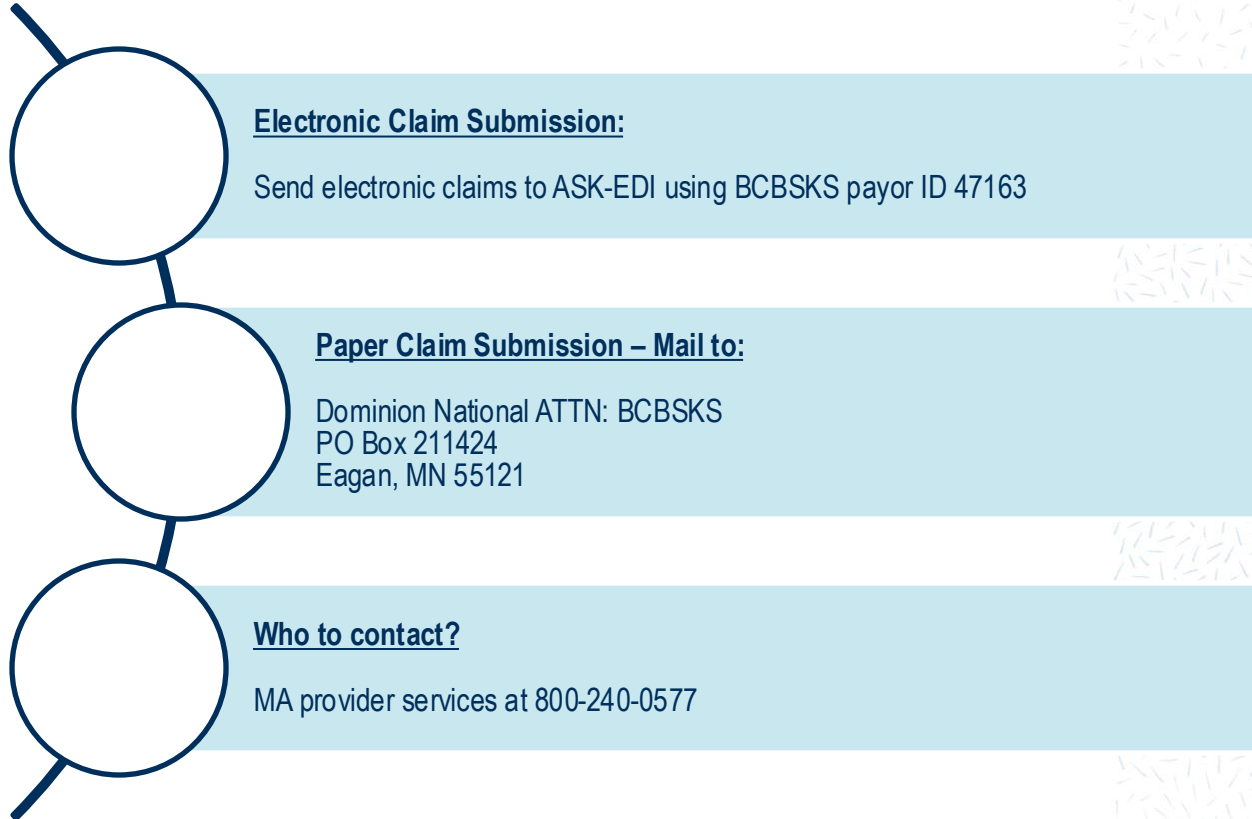 Electronic Claim Submission:
Send electronic claims to ASK-EDI using BCBSKS payor ID 47163
Paper Claim Submission – Mail to:
Dominion National ATTN: BCBSKS
PO Box 211424
Eagan, MN 55121
Who to contact?
MA provider services at 800-240-0577